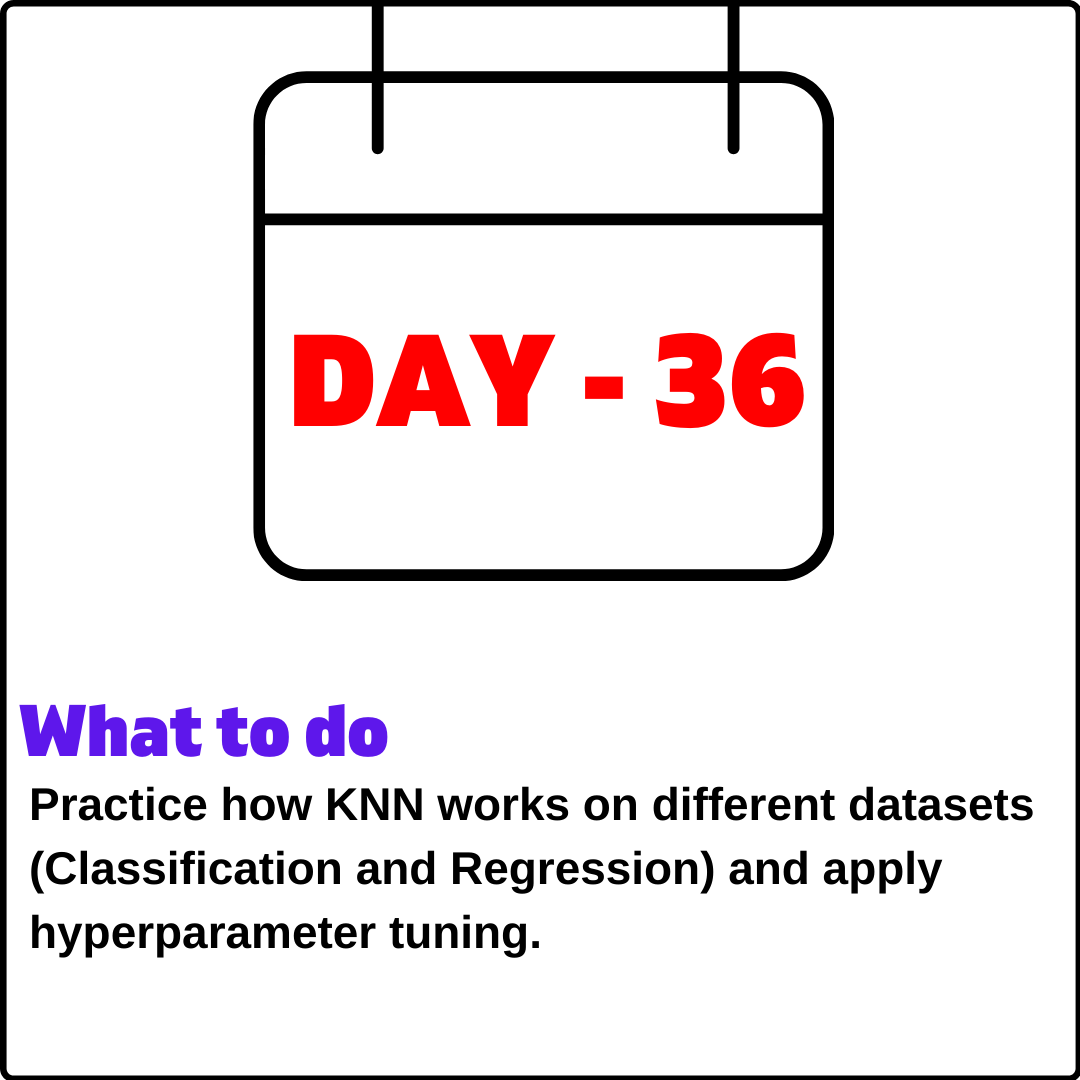 DAY - 36
What to do
Practice how KNN works on different datasets
(Classification and Regression) and apply
hyperparameter tuning.